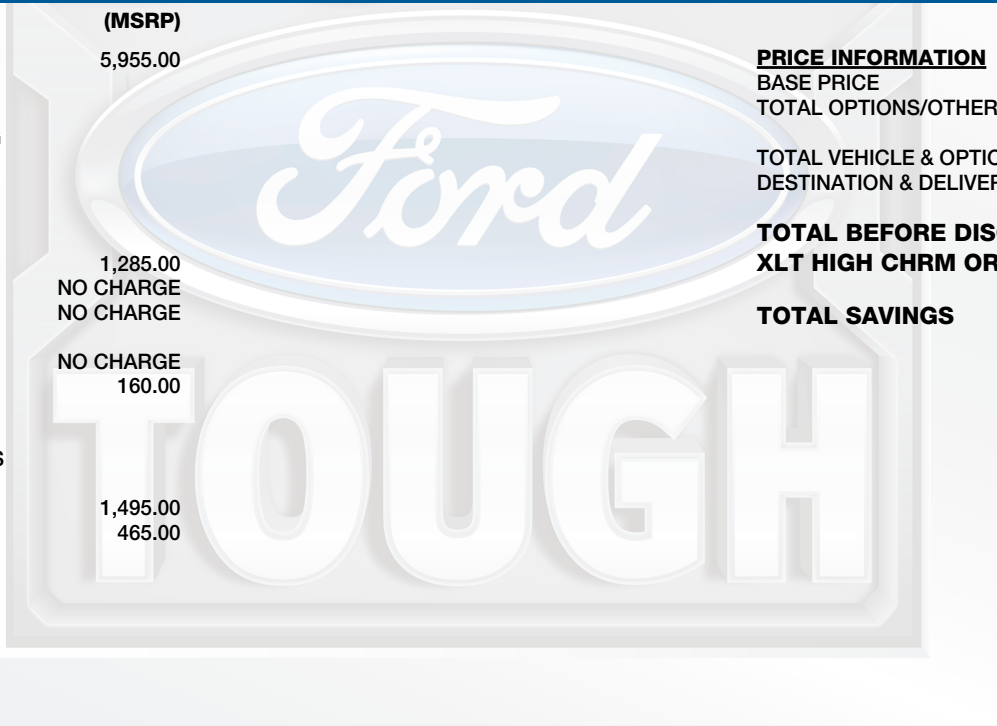 (MSRP)
5,955.00
1,285.00
NO CHARGE
NO CHARGE
NO CHARGE
160.00
1,495.00
465.00
PRICE INFORMATION
BASE PRICE
TOTAL OPTIONS/OTHER
TOTAL VEHICLE & OPTIO
DESTINATION & DELIVER
TOTAL BEFORE DIS
XLT HIGH CHRM OR
TOTAL SAVINGS
Ford
TOUGH